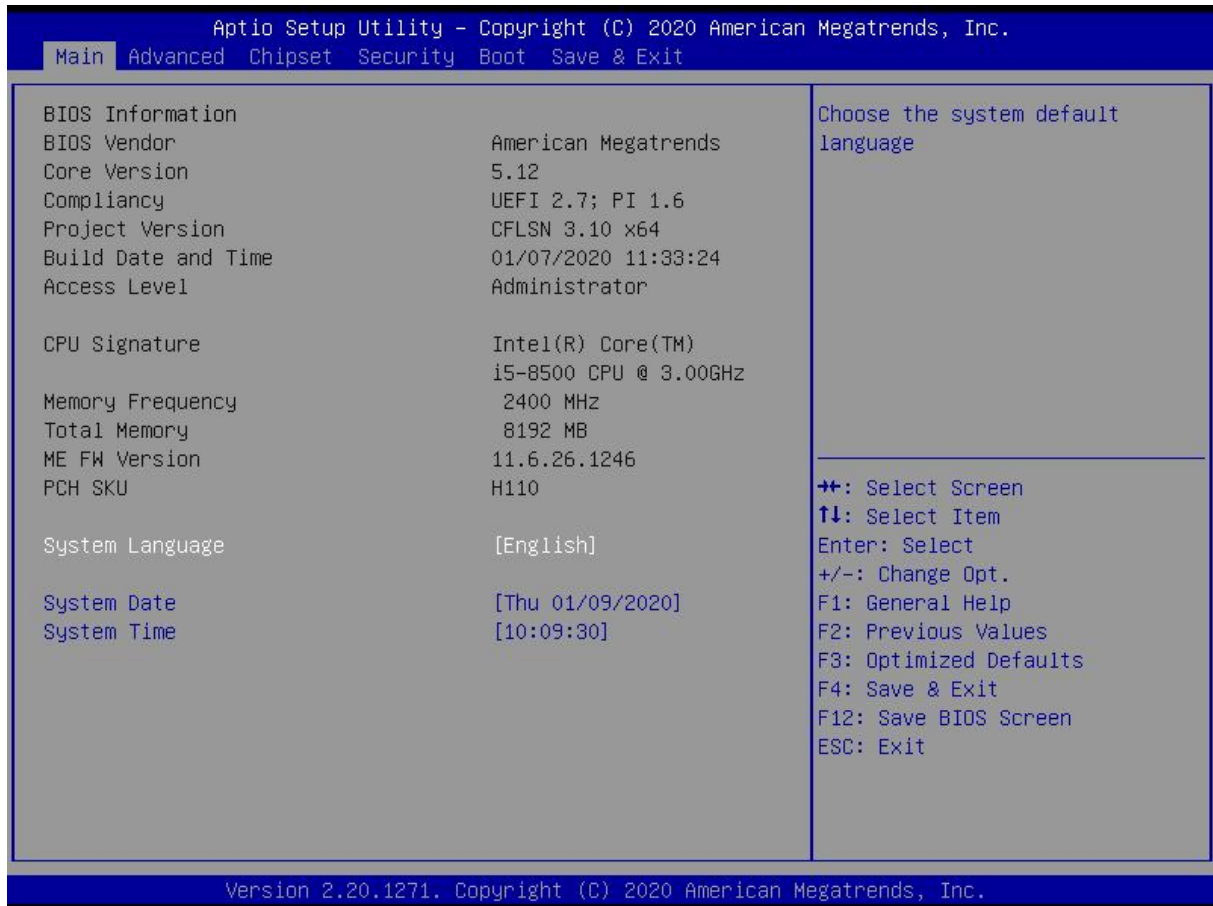 Aptio Setup Utility – Copyright (C) 2020 American Megatrends, Inc.
Main Advanced Chipset Security Boot Save & Exit
BIOS Information
BIOS Vendor American Megatrends
Core Version 5.12
Compliancy UEFI 2.7; PI 1.6
Project Version CFLSN 3.10 x64
Build Date and Time 01/07/2020 11:33:24
Access Level Administrator
CPU Signature Intel(R) Core(TM)
i5-8500 CPU @ 3.00GHz
Memory Frequency 2400 MHz
Total Memory 8192 MB
ME FW Version 11.6.26.1246
PCH SKU H110
System Language [English]
System Date [Thu 01/09/2020]
System Time [10:09:30]
Choose the system default
language
→←: Select Screen
↑↓: Select Item
Enter: Select
+/-: Change Opt.
F1: General Help
F2: Previous Values
F3: Optimized Defaults
F4: Save & Exit
F12: Save BIOS Screen
ESC: Exit
Version 2.20.1271. Copyright (C) 2020 American Megatrends, Inc.